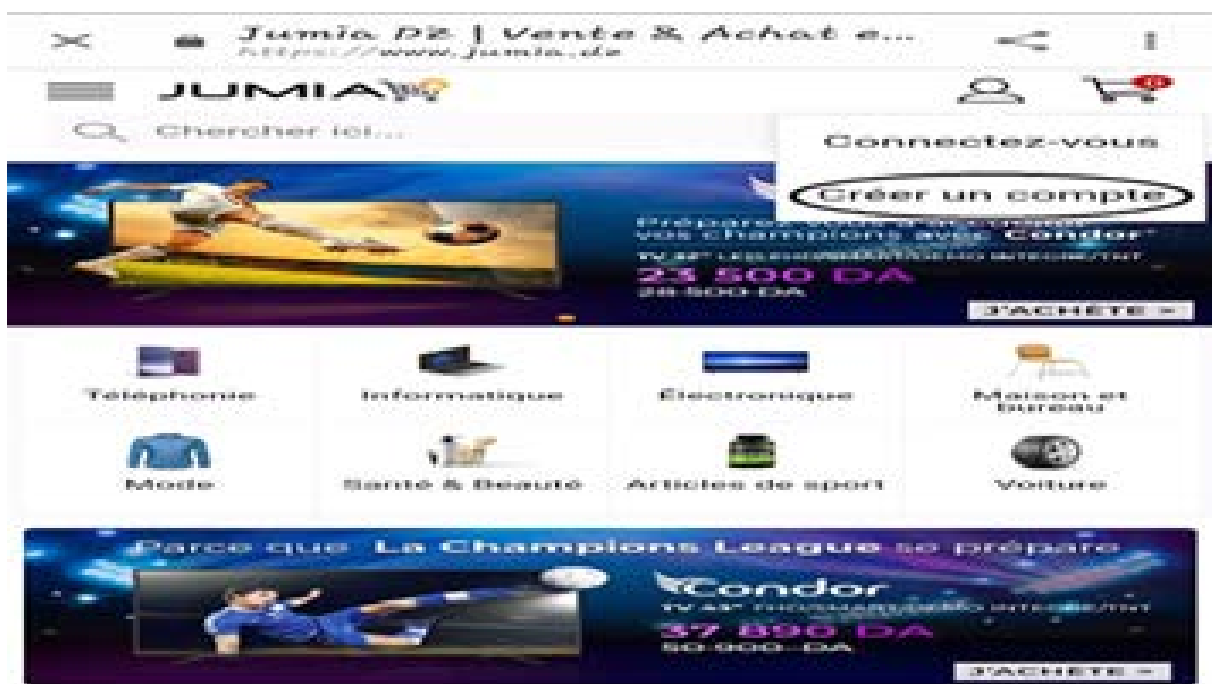 Jumia DZ | Vente & Achat e...
https://www.jumia.dz
JUMIA
0
Chercher ici...
Connectez-vous
Créer un compte
vos champions avec Condor
23 500 DA
28 500 DA
J'ACHÈTE >
Téléphonie
Informatique
Électronique
Maison et
bureau
Mode
Santé & Beauté
Articles de sport
Voiture
Parce que La Champions League se prépare
Condor
37 890 DA
50 900 DA
J'ACHÈTE >